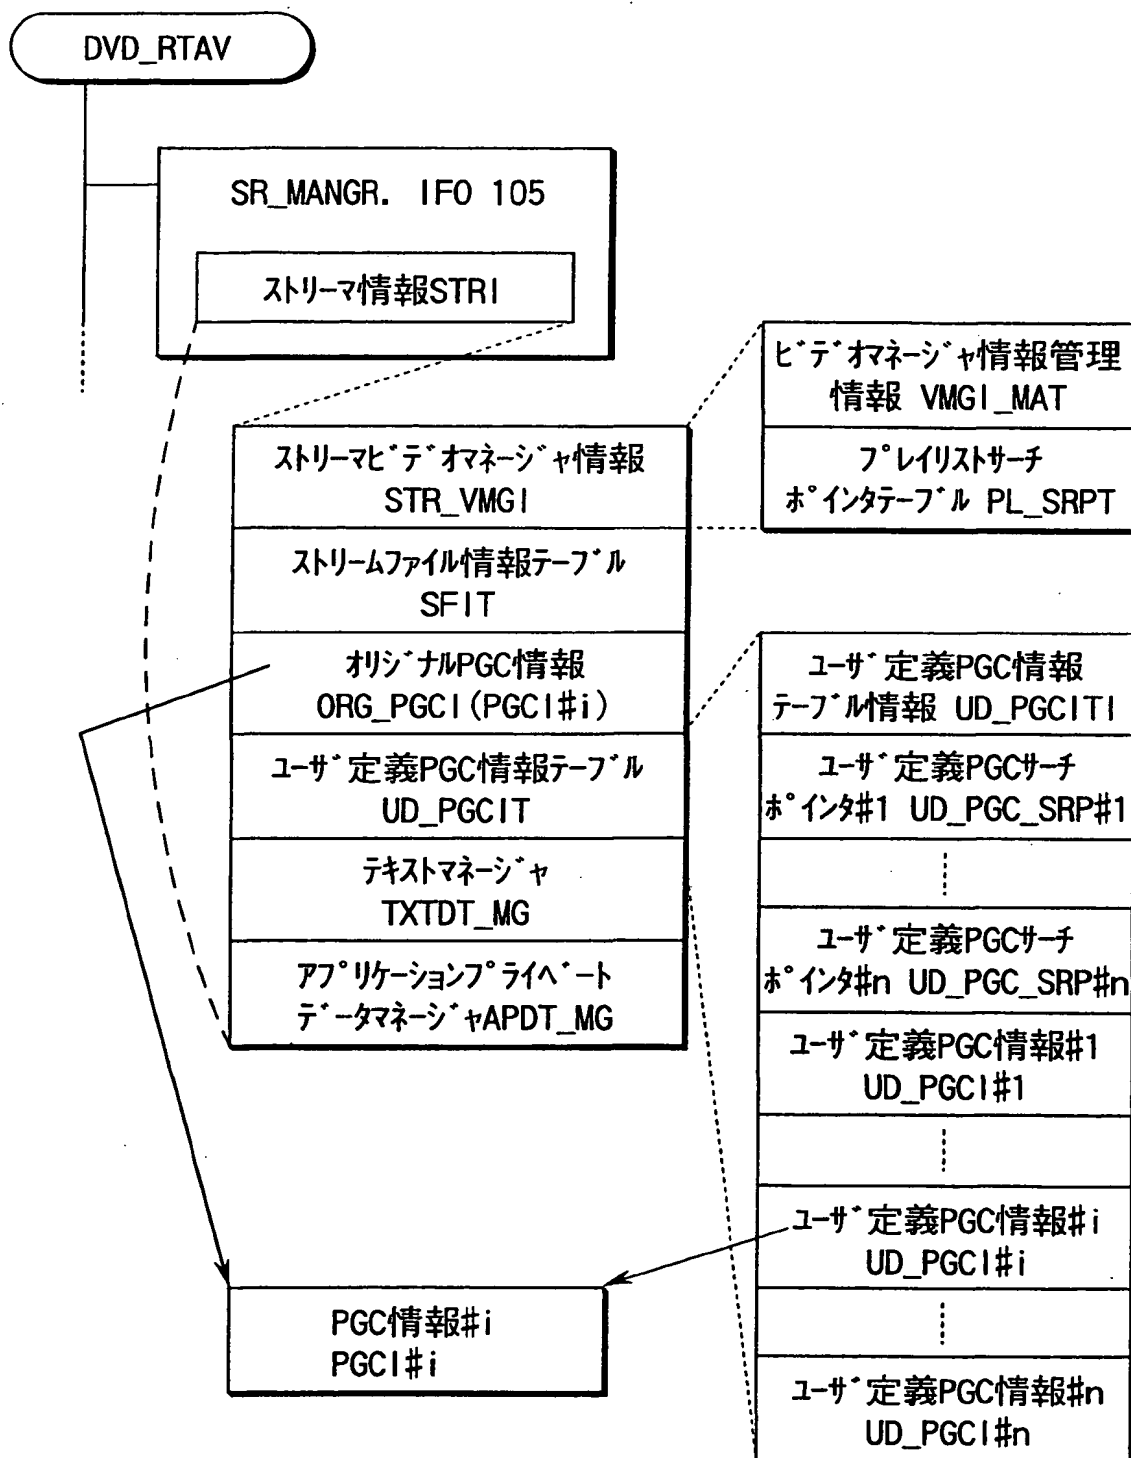 DVD_RTAV
SR_MANGR. IFO 105
ストリーマ情報STRI
ストリーマビデオマネージャ情報
STR_VMGI
ストリームファイル情報テーブル
SFIT
オリジナルPGC情報
ORG_PGCI(PGCI#i)
ユーザ定義PGC情報テーブル
UD_PGCIT
テキストマネージャ
TXTDT_MG
アプリケーションプライベート
データマネージャAPDT_MG
ビデオマネージャ情報管理
情報 VMGI_MAT
プレイリストサーチ
ポインタテーブル PL_SRPT
ユーザ定義PGC情報
テーブル情報 UD_PGCITI
ユーザ定義PGCサーチ
ポインタ#1 UD_PGC_SRP#1
ユーザ定義PGCサーチ
ポインタ#n UD_PGC_SRP#n
ユーザ定義PGC情報#1
UD_PGCI#1
ユーザ定義PGC情報#i
UD_PGCI#i
ユーザ定義PGC情報#n
UD_PGCI#n
PGC情報#i
PGCI#i